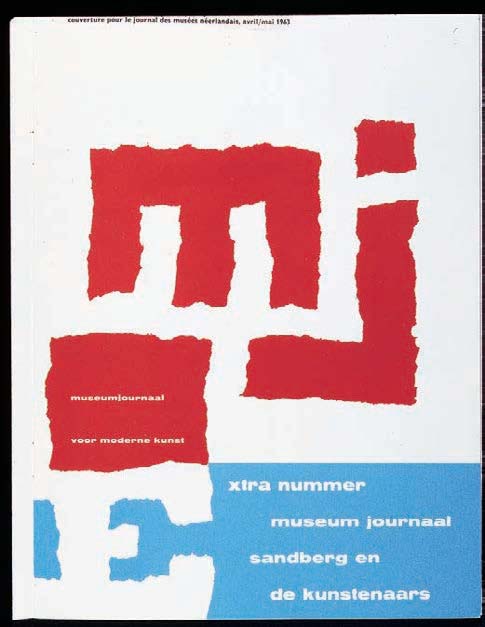 couverture pour le journal des musées néerlandais, avril/mai 1963
mj
museumjournaal
voor moderne kunst
E
xtra nummer
museum journaal
sandberg en
de kunstenaars